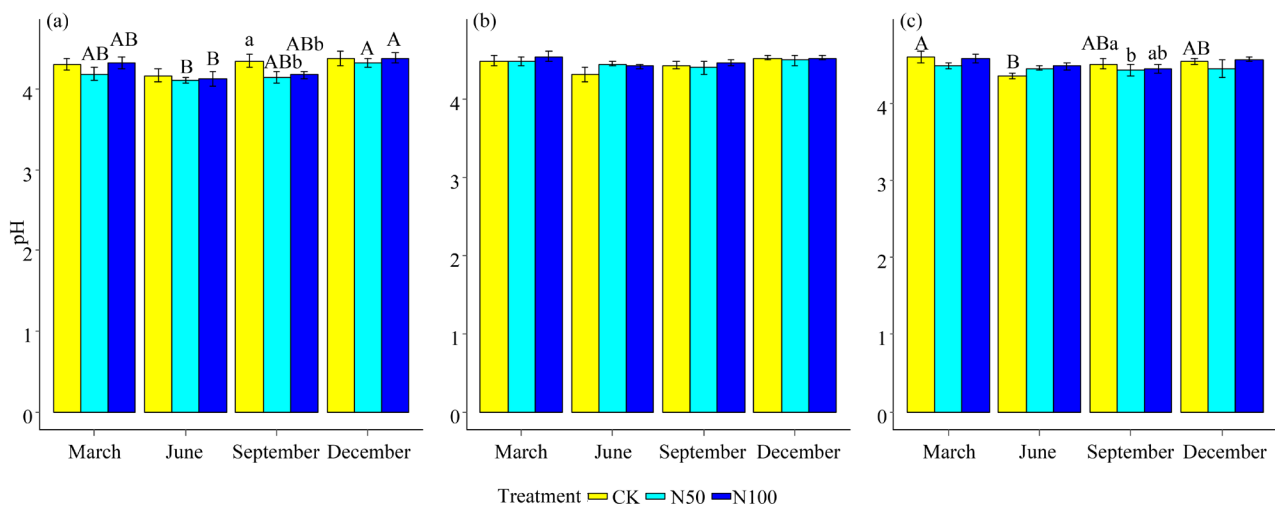 (a)
(b)
(c)
AB AB B B a ABb ABb A A
A B ABa b ab AB
pH
4
3
2
1
0
4
3
2
1
0
4
3
2
1
0
March June September December
March June September December
March June September December
Treatment CK N50 N100